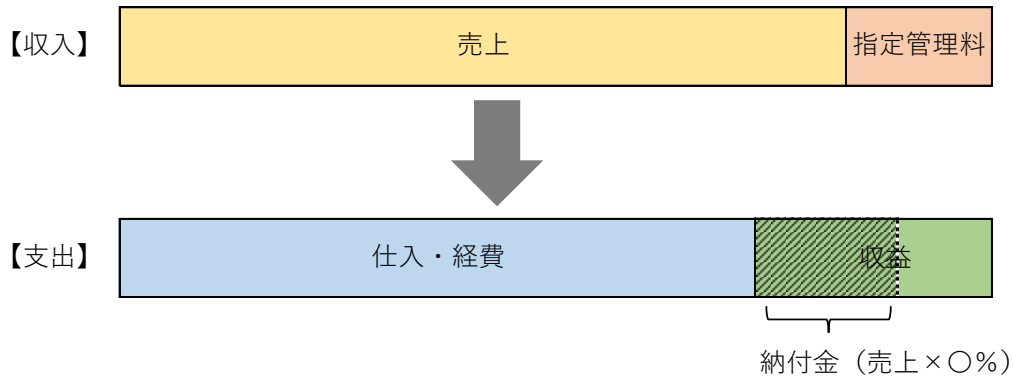 【収入】
売上
指定管理料
【支出】
仕入・経費
収益
納付金（売上×〇％）